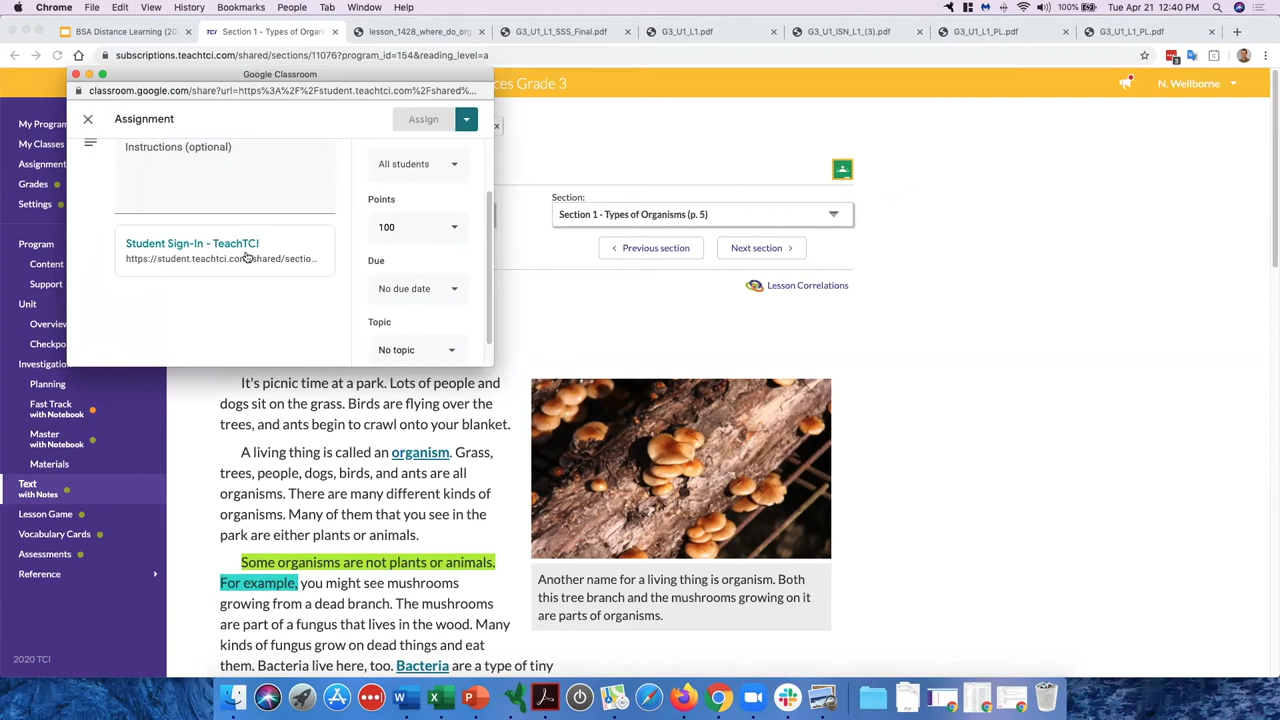 Chrome File Edit View History Bookmarks People Tab Window Help
100% Tue Apr 21 12:40 PM
BSA Distance Learning (2020)
TCI Section 1 - Types of Organi
lesson_1428_where_do_org
G3_U1_L1_SSS_Final.pdf
G3_U1_L1.pdf
G3_U1_ISN_L1_(3).pdf
G3_U1_L1_PL.pdf
G3_U1_L1_PL.pdf
subscriptions.teachtci.com/shared/sections/11076?program_id=154&reading_level=a
3
Google Classroom
classroom.google.com/share?url=https%3A%2F%2Fstudent.teachtci.com%2Fshared%...
ces Grade 3
N. Wellborne
Assignment
Assign
Instructions (optional)
All students
Points
100
Student Sign-In - TeachTCI
https://student.teachtci.com/shared/sectio...
Due
No due date
Topic
No topic
My Program
My Classes
Assignment
Grades
Settings
Program
Content
Support
Unit
Overview
Checkpo
Investigatio
Planning
Fast Track
with Notebook
Master
with Notebook
Materials
Text
with Notes
Lesson Game
Vocabulary Cards
Assessments
Reference
2020 TCI
Section:
Section 1 - Types of Organisms (p. 5)
Previous section
Next section
Lesson Correlations
It's picnic time at a park. Lots of people and
dogs sit on the grass. Birds are flying over the
trees, and ants begin to crawl onto your blanket.
A living thing is called an organism. Grass,
trees, people, dogs, birds, and ants are all
organisms. There are many different kinds of
organisms. Many of them that you see in the
park are either plants or animals.
Some organisms are not plants or animals.
For example, you might see mushrooms
growing from a dead branch. The mushrooms
are part of a fungus that lives in the wood. Many
kinds of fungus grow on dead things and eat
them. Bacteria live here, too. Bacteria are a type of tiny
Another name for a living thing is organism. Both
this tree branch and the mushrooms growing on it
are parts of organisms.